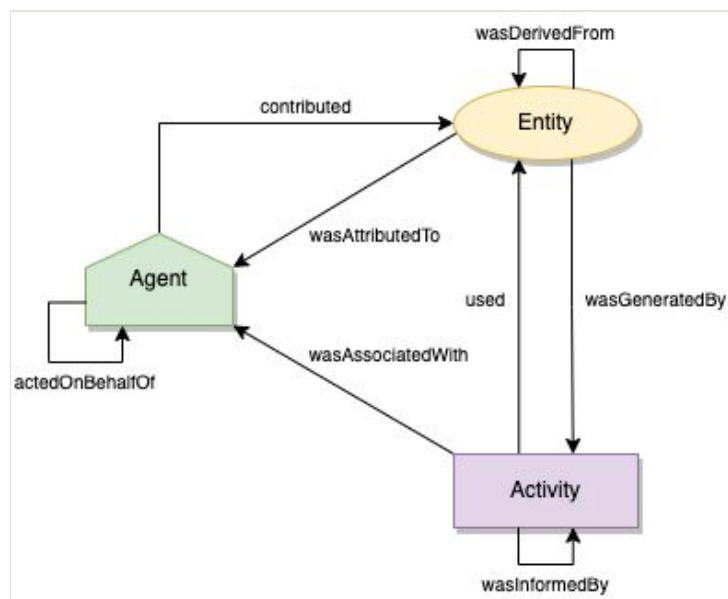 wasDerivedFrom
contributed
Entity
wasAttributedTo
Agent
used
wasGeneratedBy
wasAssociatedWith
actedOnBehalfOf
Activity
wasInformedBy